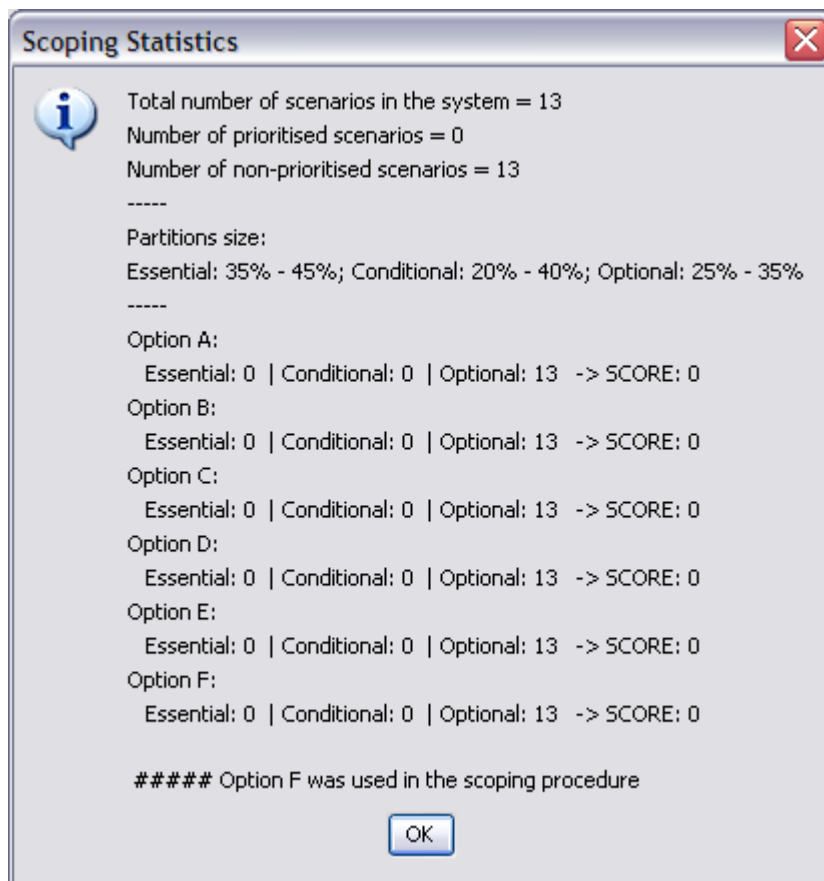 Scoping Statistics
Total number of scenarios in the system = 13
Number of prioritised scenarios = 0
Number of non-prioritised scenarios = 13
-----
Partitions size:
Essential: 35% - 45%; Conditional: 20% - 40%; Optional: 25% - 35%
-----
Option A:
Essential: 0 | Conditional: 0 | Optional: 13 -> SCORE: 0
Option B:
Essential: 0 | Conditional: 0 | Optional: 13 -> SCORE: 0
Option C:
Essential: 0 | Conditional: 0 | Optional: 13 -> SCORE: 0
Option D:
Essential: 0 | Conditional: 0 | Optional: 13 -> SCORE: 0
Option E:
Essential: 0 | Conditional: 0 | Optional: 13 -> SCORE: 0
Option F:
Essential: 0 | Conditional: 0 | Optional: 13 -> SCORE: 0
##### Option F was used in the scoping procedure
OK